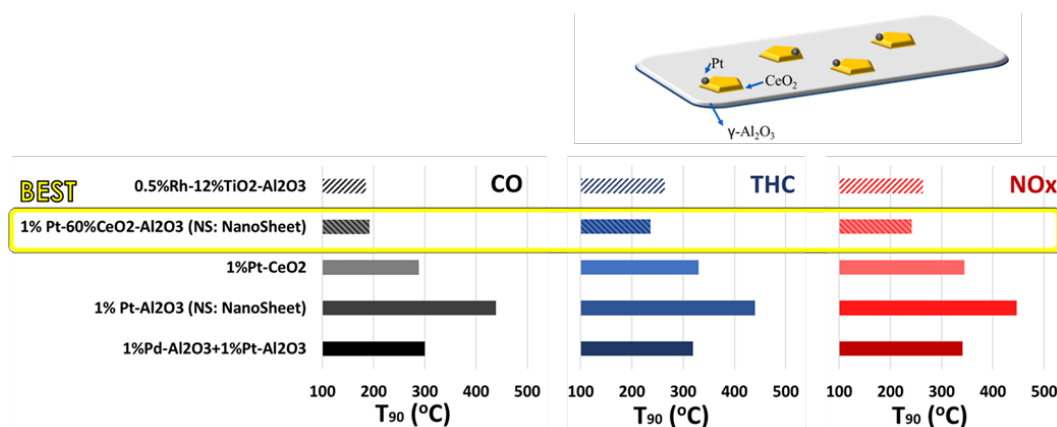 Pt
CeO2
γ-Al2O3
BEST
0.5%Rh-12%TiO2-Al2O3
1% Pt-60%CeO2-Al2O3 (NS: NanoSheet)
1%Pt-CeO2
1% Pt-Al2O3 (NS: NanoSheet)
1%Pd-Al2O3+1%Pt-Al2O3
CO
100 200 300 400 500
T90 (oC)
THC
100 200 300 400 500
T90 (oC)
NOx
100 200 300 400 500
T90 (oC)